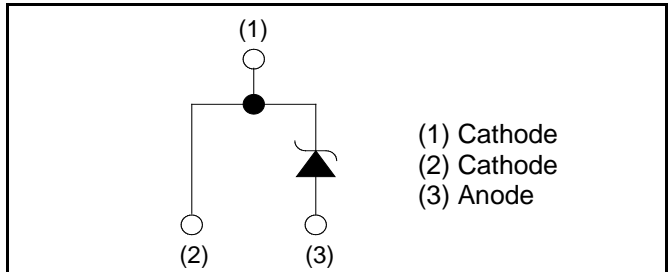 (1)
(1) Cathode
(2) Cathode
(3) Anode
(2) (3)